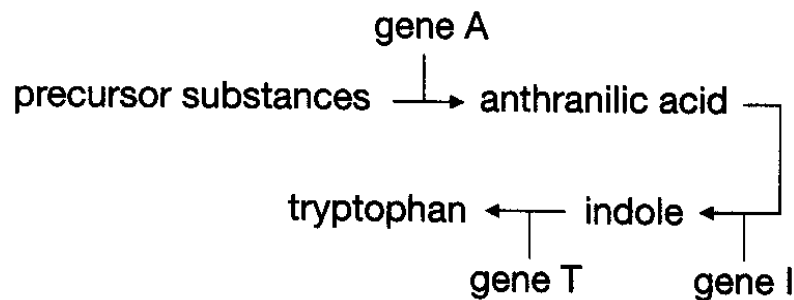 gene A
precursor substances
anthranilic acid
tryptophan
indole
gene T
gene I